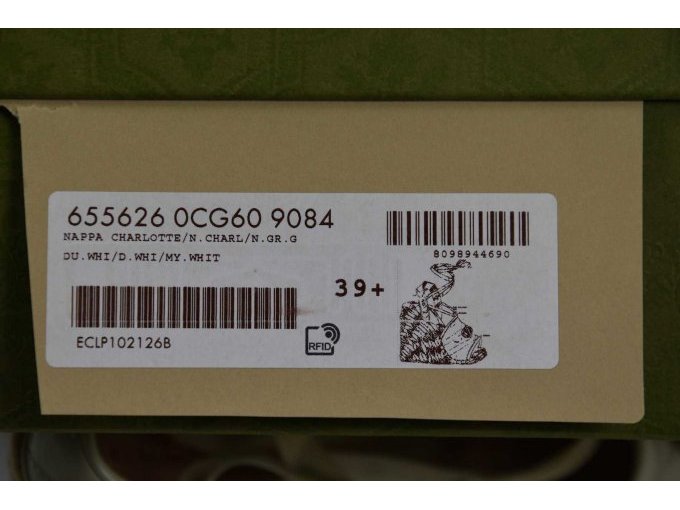 655626 0CG60 9084
NAPPA CHARLOTTE/N.CHARL/N.GR.G
DU.WHI/D.WHI/MY.WHIT
8098944690
39+
ECLP102126B
RFID